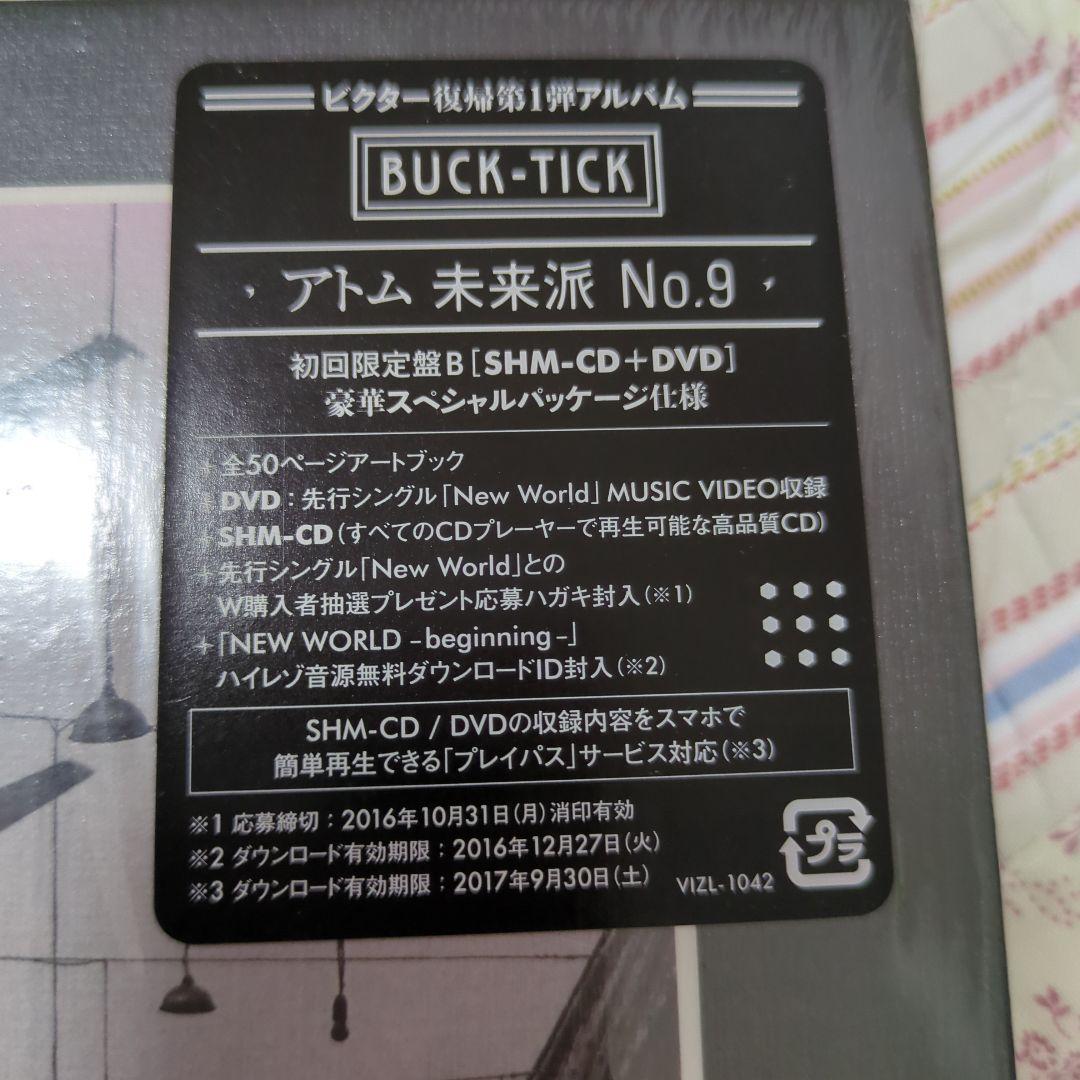 ビクター復帰第1弾アルバム
BUCK-TICK
アトム 未来派 No.9
初回限定盤B［SHM-CD＋DVD］
豪華スペシャルパッケージ仕様
+ 全50ページアートブック
+ DVD：先行シングル「New World」MUSIC VIDEO収録
+ SHM-CD（すべてのCDプレーヤーで再生可能な高品質CD）
+ 先行シングル「New World」との
W購入者抽選プレゼント応募ハガキ封入（※1）
+「NEW WORLD –beginning–」
ハイレゾ音源無料ダウンロードID封入（※2）
SHM-CD / DVDの収録内容をスマホで
簡単再生できる「プレイパス」サービス対応（※3）
※1 応募締切：2016年10月31日（月）消印有効
※2 ダウンロード有効期限：2016年12月27日（火）
※3 ダウンロード有効期限：2017年9月30日（土）
VIZL-1042
プラ